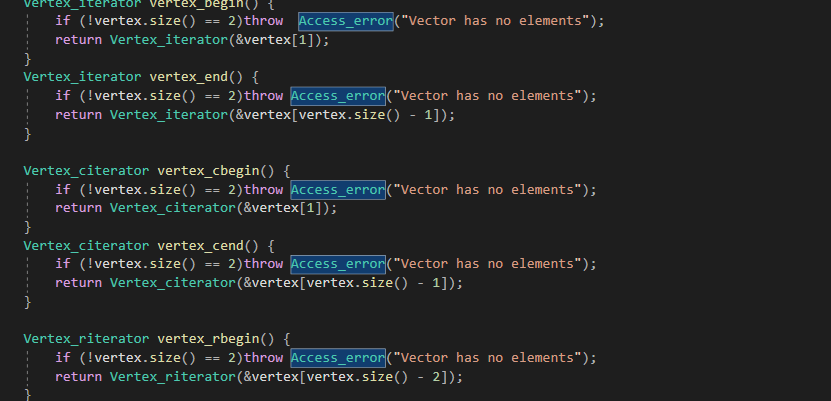 Vertex_iterator vertex_begin() {
if (!vertex.size() == 2)throw  Access_error("Vector has no elements");
return Vertex_iterator(&vertex[1]);
}
Vertex_iterator vertex_end() {
if (!vertex.size() == 2)throw Access_error("Vector has no elements");
return Vertex_iterator(&vertex[vertex.size() - 1]);
}
Vertex_citerator vertex_cbegin() {
if (!vertex.size() == 2)throw Access_error("Vector has no elements");
return Vertex_citerator(&vertex[1]);
}
Vertex_citerator vertex_cend() {
if (!vertex.size() == 2)throw Access_error("Vector has no elements");
return Vertex_citerator(&vertex[vertex.size() - 1]);
}
Vertex_riterator vertex_rbegin() {
if (!vertex.size() == 2)throw Access_error("Vector has no elements");
return Vertex_riterator(&vertex[vertex.size() - 2]);
}